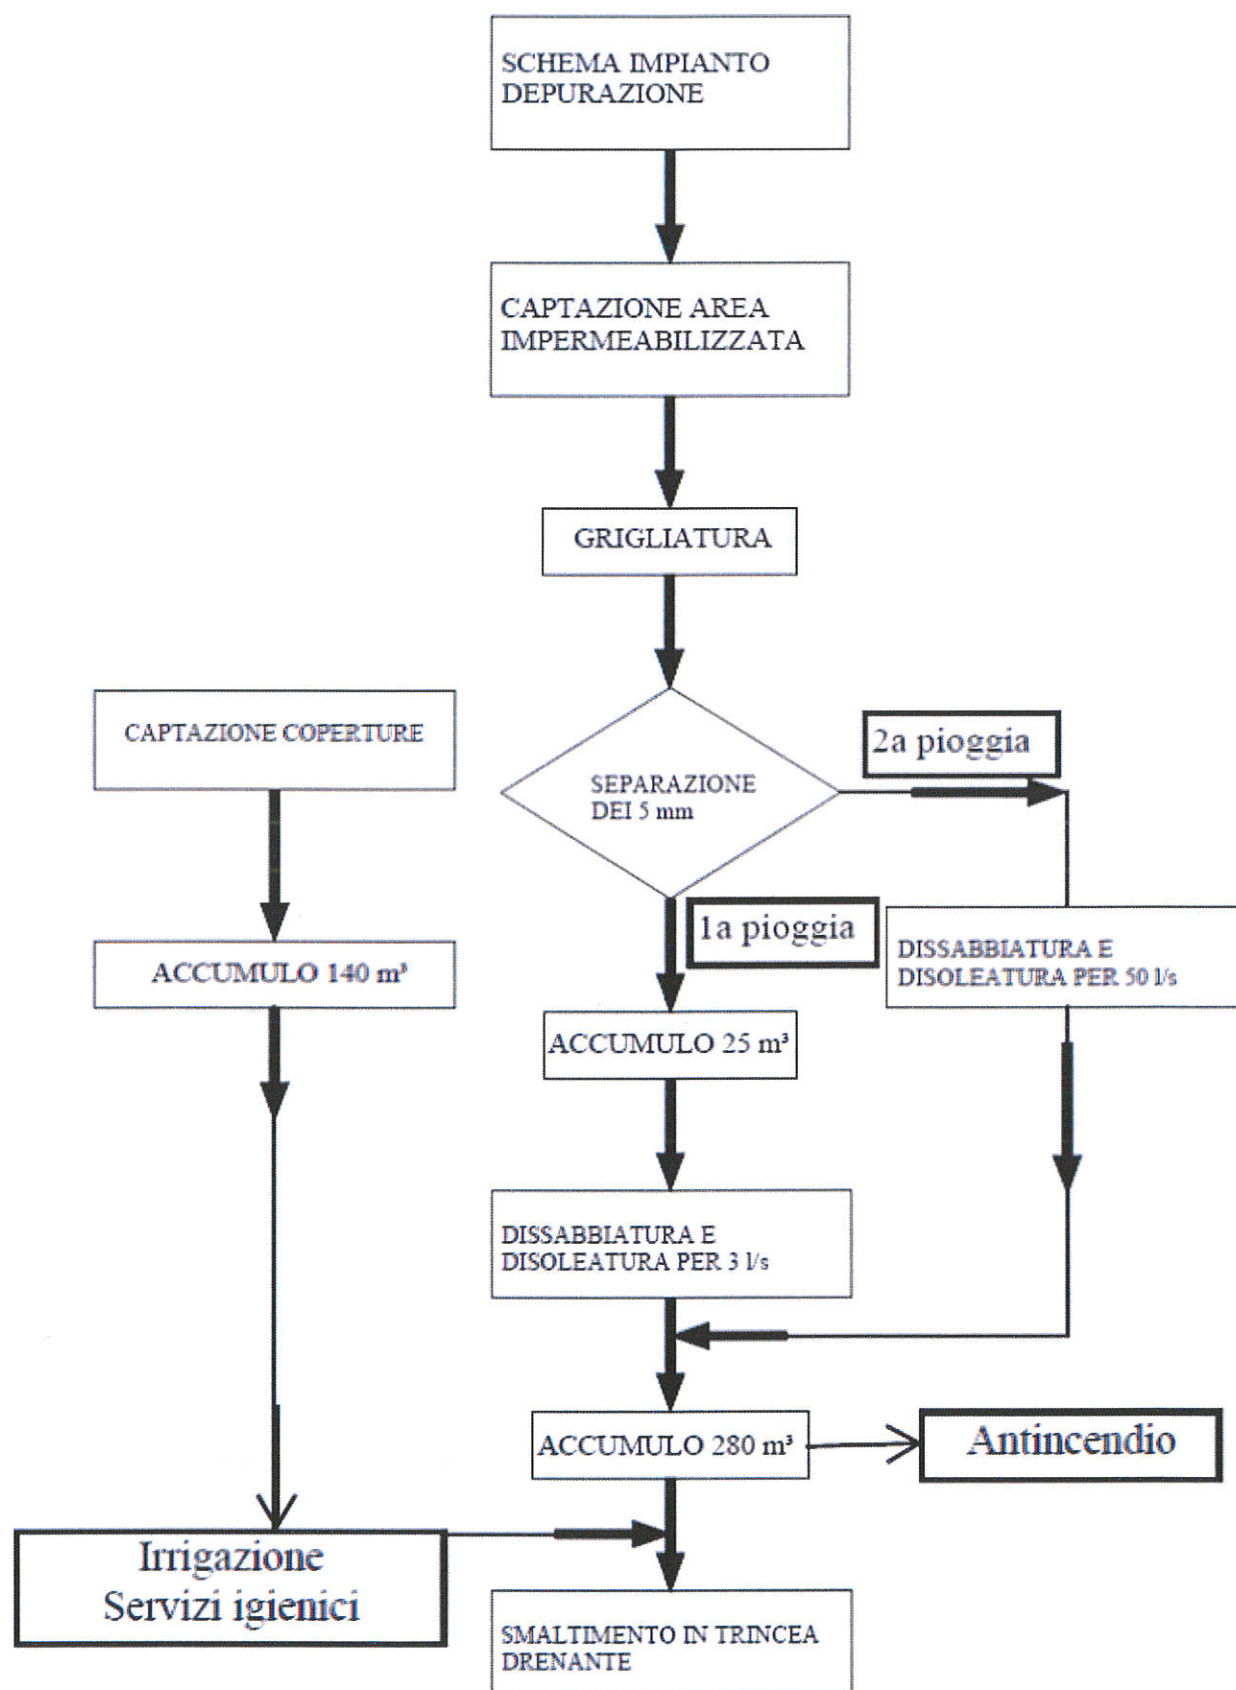 SCHEMA IMPIANTO
DEPURAZIONE
CAPTAZIONE AREA
IMPERMEABILIZZATA
GRIGLIATURA
CAPTAZIONE COPERTURE
SEPARAZIONE
DEI 5 mm
2a pioggia
1a pioggia
ACCUMULO 140 m³
DISSABBIATURA E
DISOLEATURA PER 50 l/s
ACCUMULO 25 m³
DISSABBIATURA E
DISOLEATURA PER 3 l/s
ACCUMULO 280 m³
Antincendio
Irrigazione
Servizi igienici
SMALTIMENTO IN TRINCEA
DRENANTE